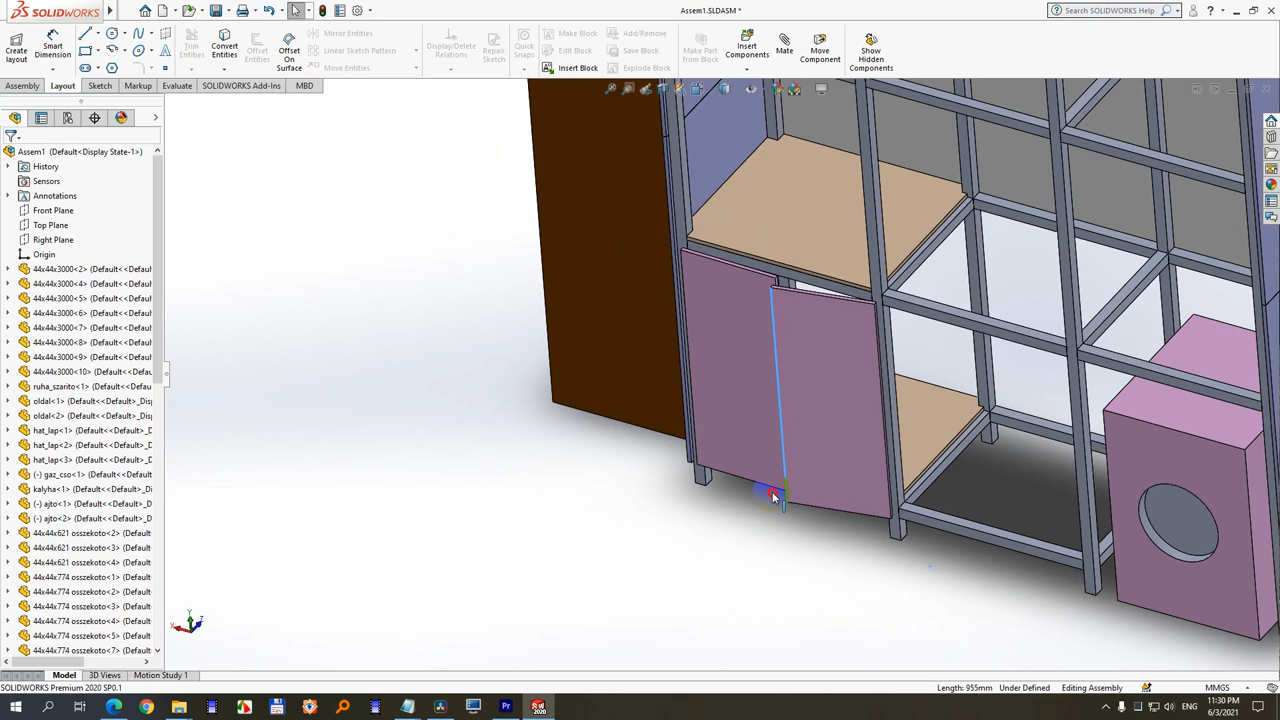 SOLIDWORKS
Assem1.SLDASM *
Search SOLIDWORKS Help
Create Layout
Smart Dimension
Trim Entities
Convert Entities
Offset Entities
Offset On Surface
Mirror Entities
Linear Sketch Pattern
Move Entities
Display/Delete Relations
Repair Sketch
Quick Snaps
Make Block
Edit Block
Insert Block
Add/Remove
Save Block
Explode Block
Make Part from Block
Insert Components
Mate
Move Component
Show Hidden Components
Assembly Layout Sketch Markup Evaluate SOLIDWORKS Add-Ins MBD
Assem1 (Default<Display State-1>)
History
Sensors
Annotations
Front Plane
Top Plane
Right Plane
Origin
44x44x3000<2> (Default<<Defaul
44x44x3000<4> (Default<<Defaul
44x44x3000<5> (Default<<Defaul
44x44x3000<6> (Default<<Defaul
44x44x3000<7> (Default<<Defaul
44x44x3000<8> (Default<<Defaul
44x44x3000<9> (Default<<Defaul
44x44x3000<10> (Default<<Defau
ruha_szarito<1> (Default<<Defau
oldal<1> (Default<<Default>_Disp
oldal<2> (Default<<Default>_Disp
hat_lap<1> (Default<<Default>_D
hat_lap<2> (Default<<Default>_D
hat_lap<3> (Default<<Default>_D
(-) gaz_cso<1> (Default<<Default
kalyha<1> (Default<<Default>_Dis
(-) ajto<1> (Default<<Default>_Di
(-) ajto<2> (Default<<Default>_Di
44x44x621 osszekoto<2> (Default
44x44x621 osszekoto<3> (Default
44x44x621 osszekoto<4> (Default
44x44x774 osszekoto<1> (Default
44x44x774 osszekoto<2> (Default
44x44x774 osszekoto<3> (Default
44x44x774 osszekoto<4> (Default
44x44x774 osszekoto<5> (Default
44x44x774 osszekoto<7> (Default
Y
X
Z
Model 3D Views Motion Study 1
SOLIDWORKS Premium 2020 SP0.1
Length: 955mm Under Defined Editing Assembly MMGS
ENG
11:30 PM
6/3/2021